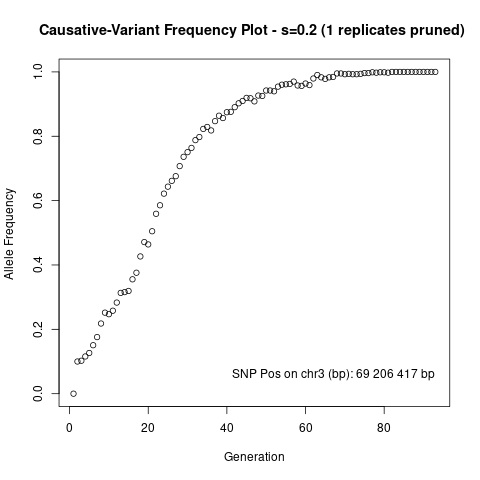 Causative-Variant Frequency Plot - s=0.2 (1 replicates pruned)
Allele Frequency
1.0
0.8
0.6
0.4
0.2
0.0
SNP Pos on chr3 (bp): 69 206 417 bp
0 20 40 60 80
Generation